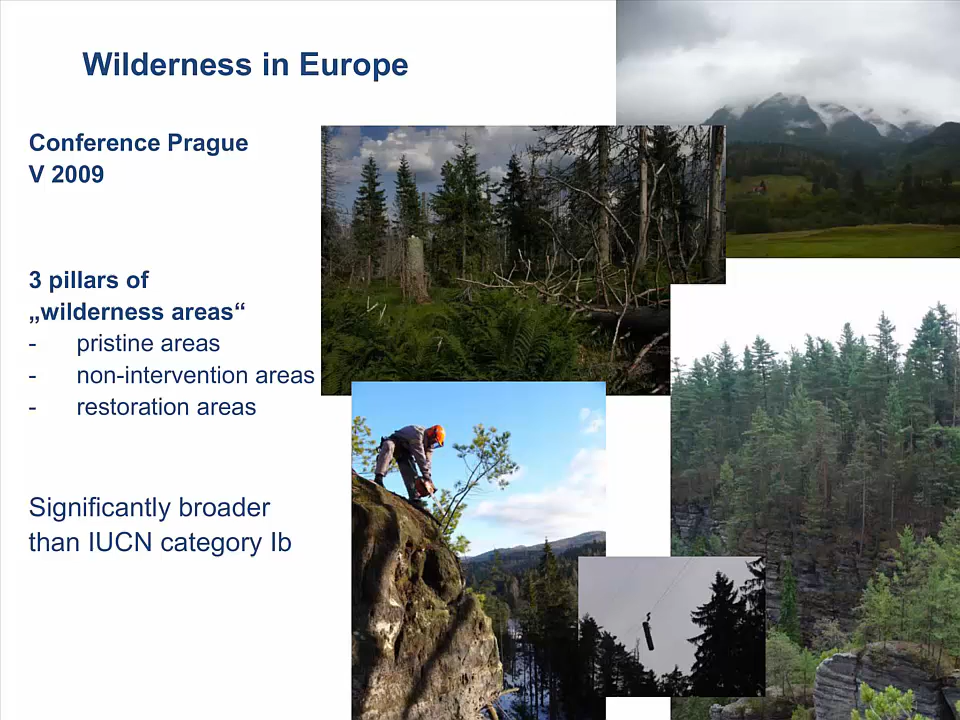 Wilderness in Europe
Conference Prague
V 2009
3 pillars of
„wilderness areas“
- pristine areas
- non-intervention areas
- restoration areas
Significantly broader
than IUCN category Ib